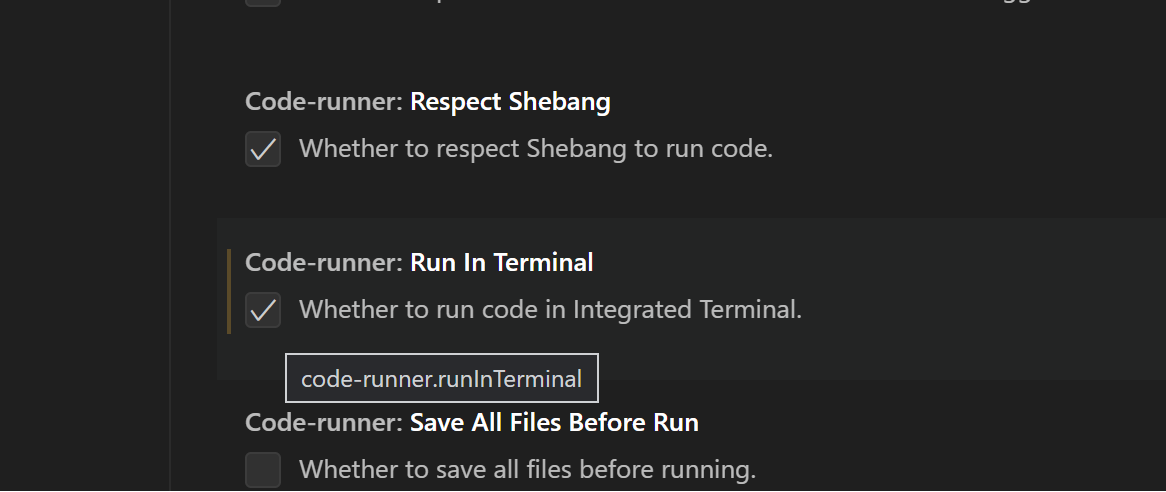 Code-runner: Respect Shebang
Whether to respect Shebang to run code.
Code-runner: Run In Terminal
Whether to run code in Integrated Terminal.
code-runner.runInTerminal
Code-runner: Save All Files Before Run
Whether to save all files before running.